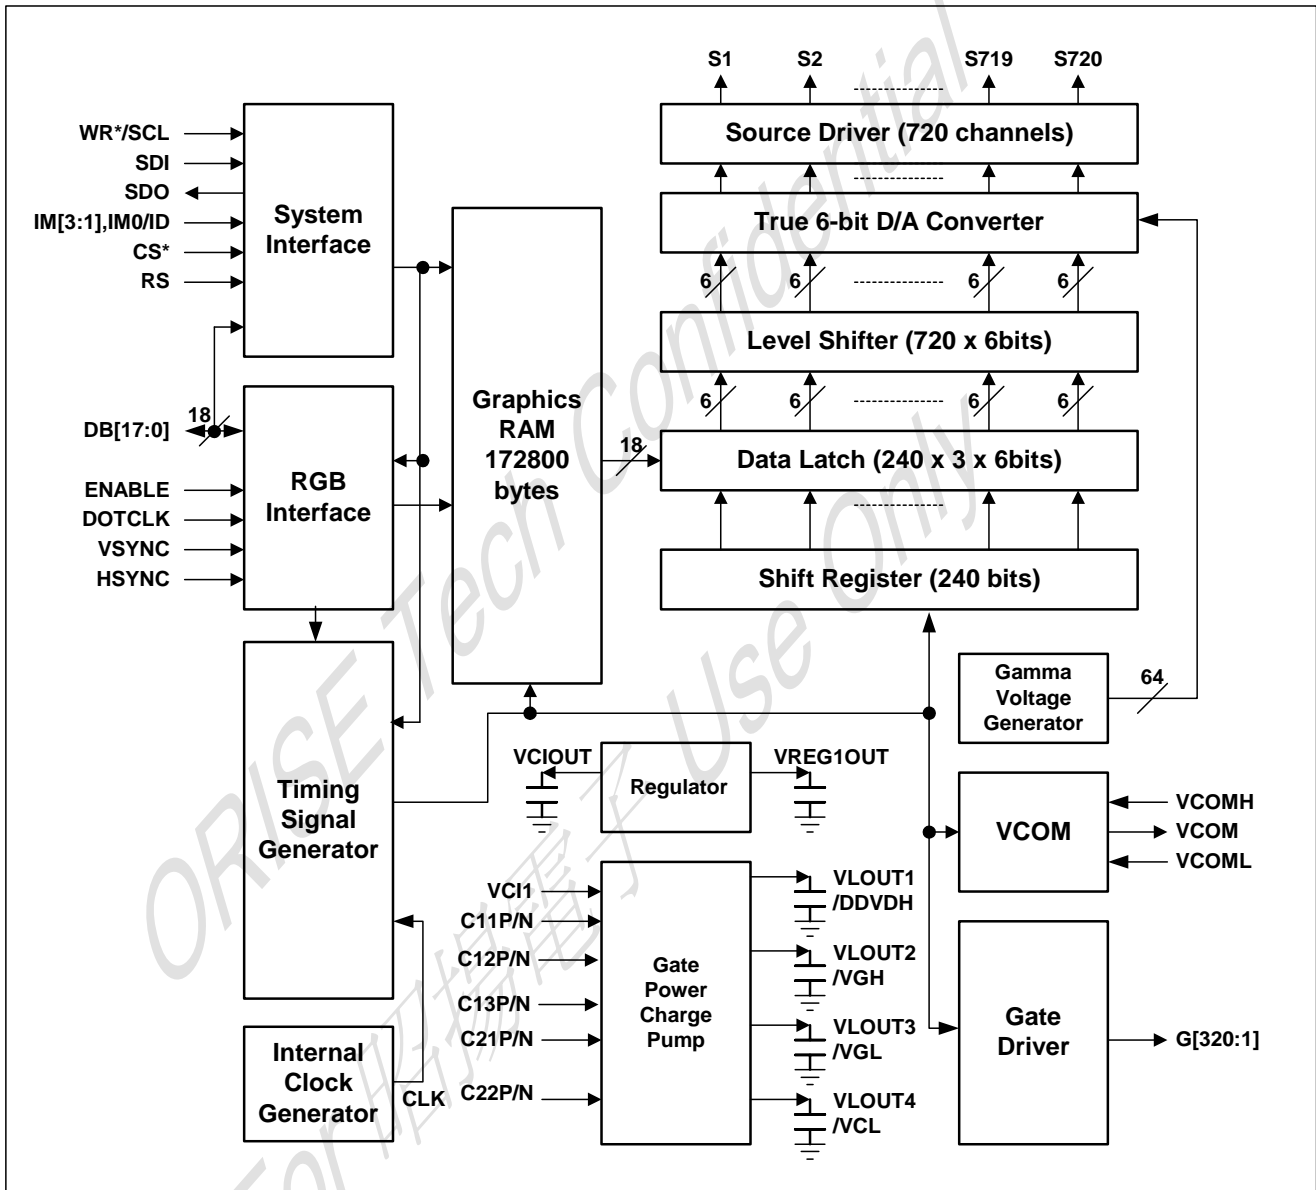 S1
S2
S719
S720
Source Driver (720 channels)
True 6-bit D/A Converter
6
6
6
6
Level Shifter (720 x 6bits)
6
6
6
6
Data Latch (240 x 3 x 6bits)
Shift Register (240 bits)
WR*/SCL
SDI
SDO
IM[3:1],IM0/ID
CS*
RS
System
Interface
DB[17:0]
18
ENABLE
DOTCLK
VSYNC
HSYNC
RGB
Interface
Graphics
RAM
172800
bytes
18
Timing
Signal
Generator
Internal
Clock
Generator
CLK
Gamma
Voltage
Generator
64
VCIOUT
Regulator
VREG1OUT
VCOM
VCOMH
VCOM
VCOML
VCI1
C11P/N
C12P/N
C13P/N
C21P/N
C22P/N
Gate
Power
Charge
Pump
VLOUT1
/DDVDH
VLOUT2
/VGH
VLOUT3
/VGL
VLOUT4
/VCL
Gate
Driver
G[320:1]
ORISE Tech Confidential
For 昭揚電子 Use Only